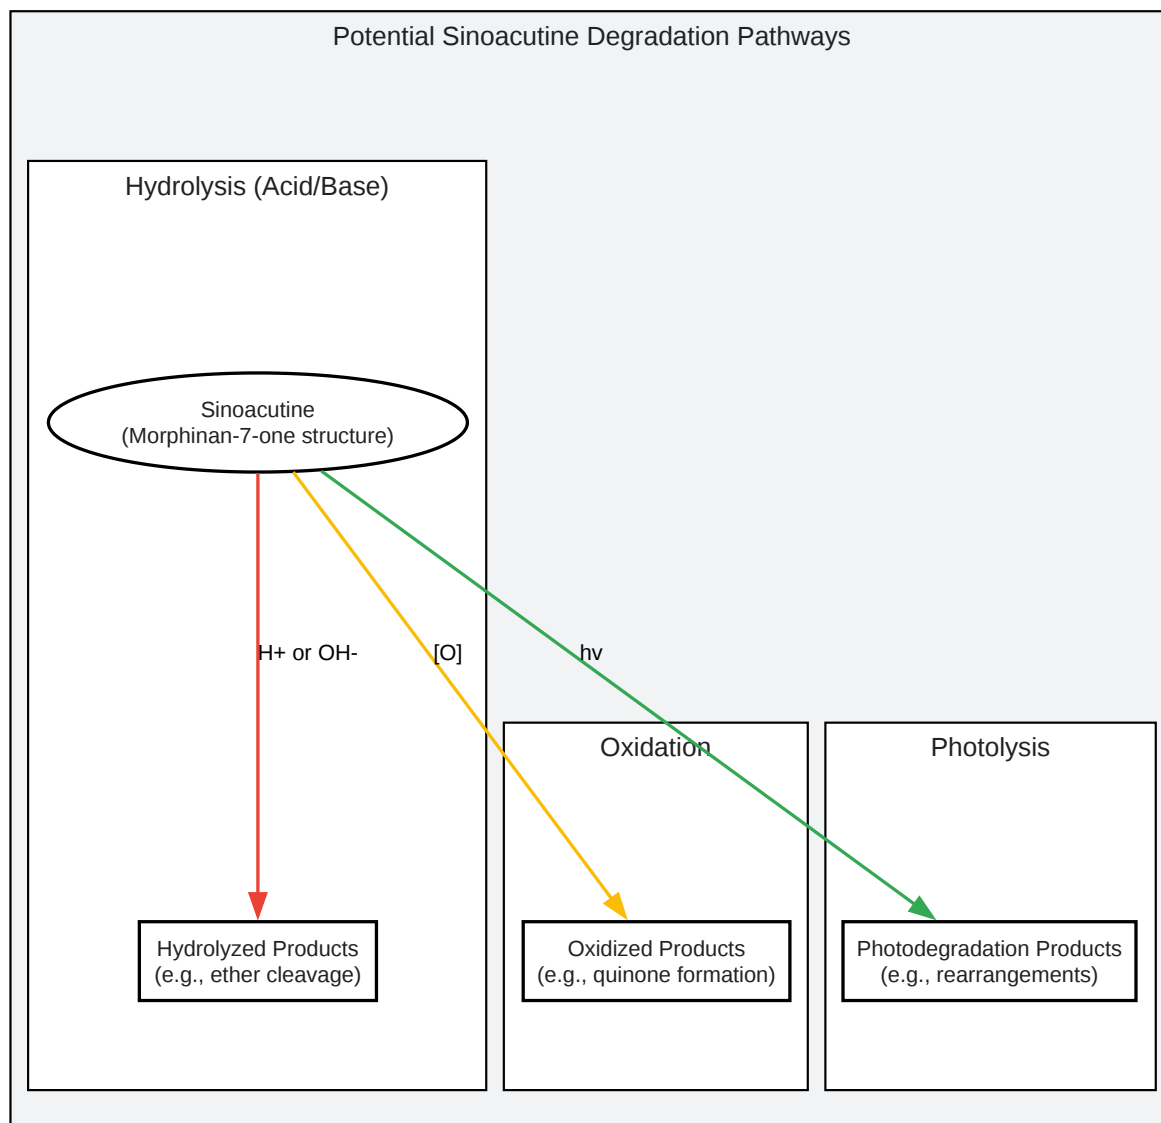 Potential Sinoacutine Degradation Pathways
Hydrolysis (Acid/Base)
Sinoacutine
(Morphinan-7-one structure)
H+ or OH-
[O]
hv
Oxidation
Photolysis
Hydrolyzed Products
(e.g., ether cleavage)
Oxidized Products
(e.g., quinone formation)
Photodegradation Products
(e.g., rearrangements)